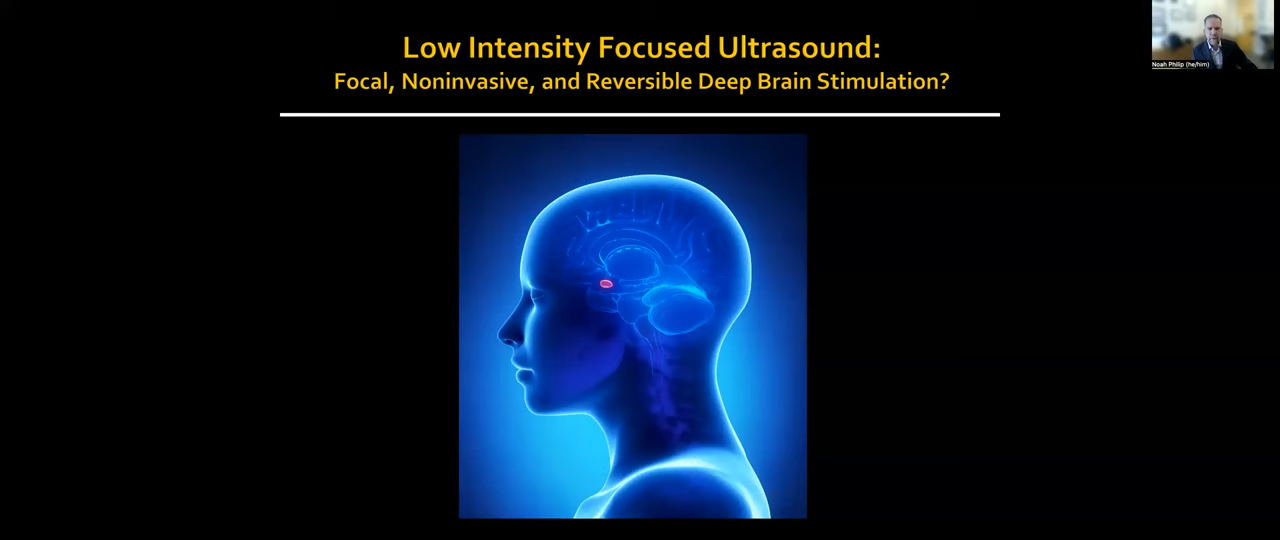 Low Intensity Focused Ultrasound:
Focal, Noninvasive, and Reversible Deep Brain Stimulation?
Noah Philip (he/him)